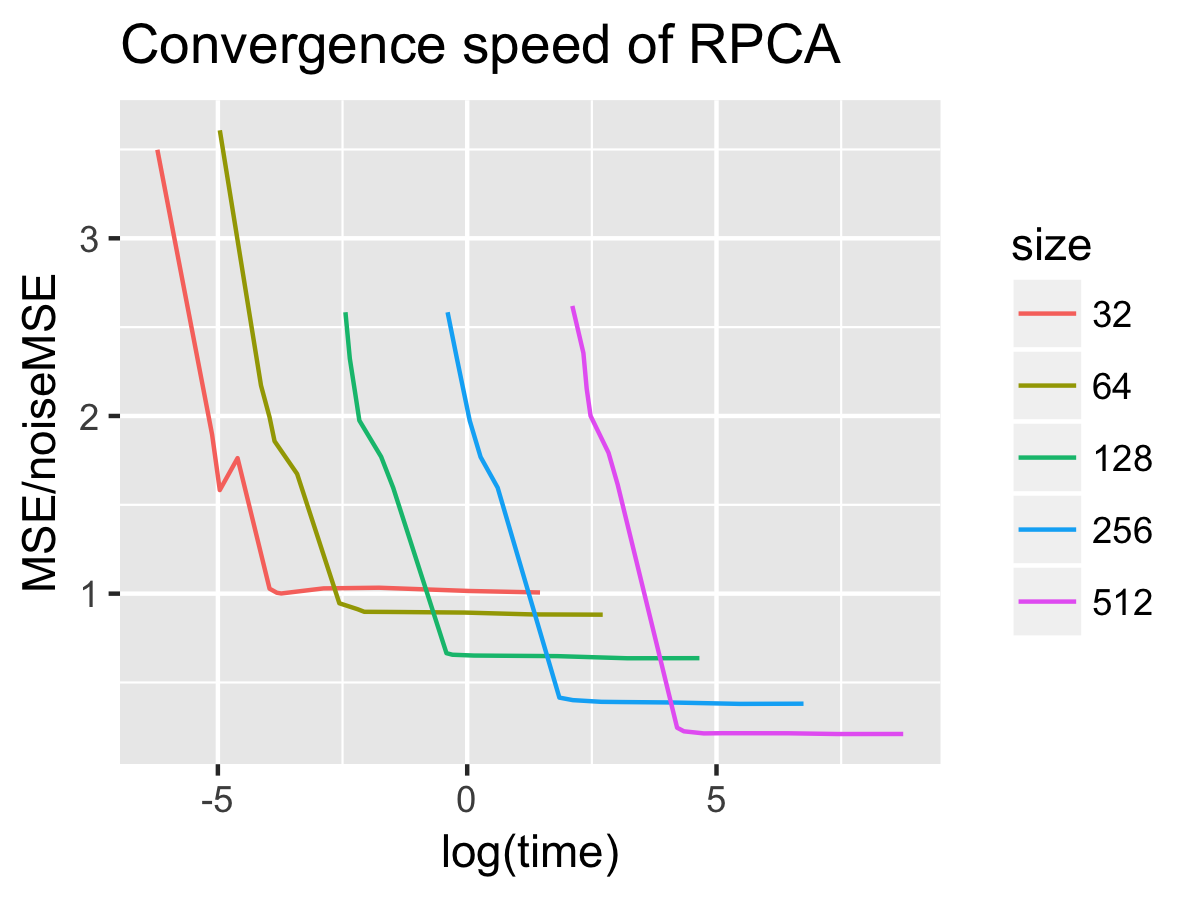 Convergence speed of RPCA
MSE/noiseMSE
3
2
1
-5
0
5
log(time)
size
32
64
128
256
512